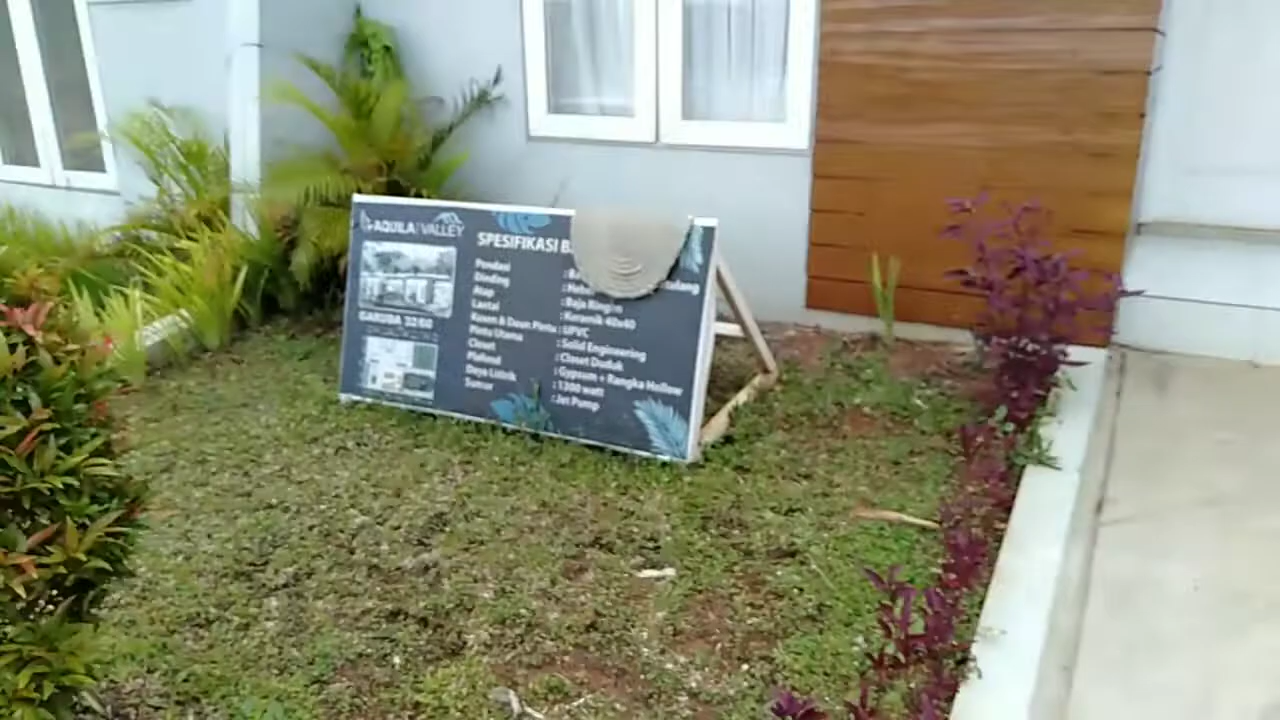 AQUILA VALLEY
SPESIFIKASI
GARUDA 32/60
Pondasi
Dinding
Atap : Baja Ringan
Lantai : Keramik 40x40
Kusen & Daun Pintu : UPVC
Pintu Utama : Solid Engineering
Closet : Closet Duduk
Plafond : Gypsum + Rangka Hollow
Daya Listrik : 1300 watt
Sumur : Jet Pump